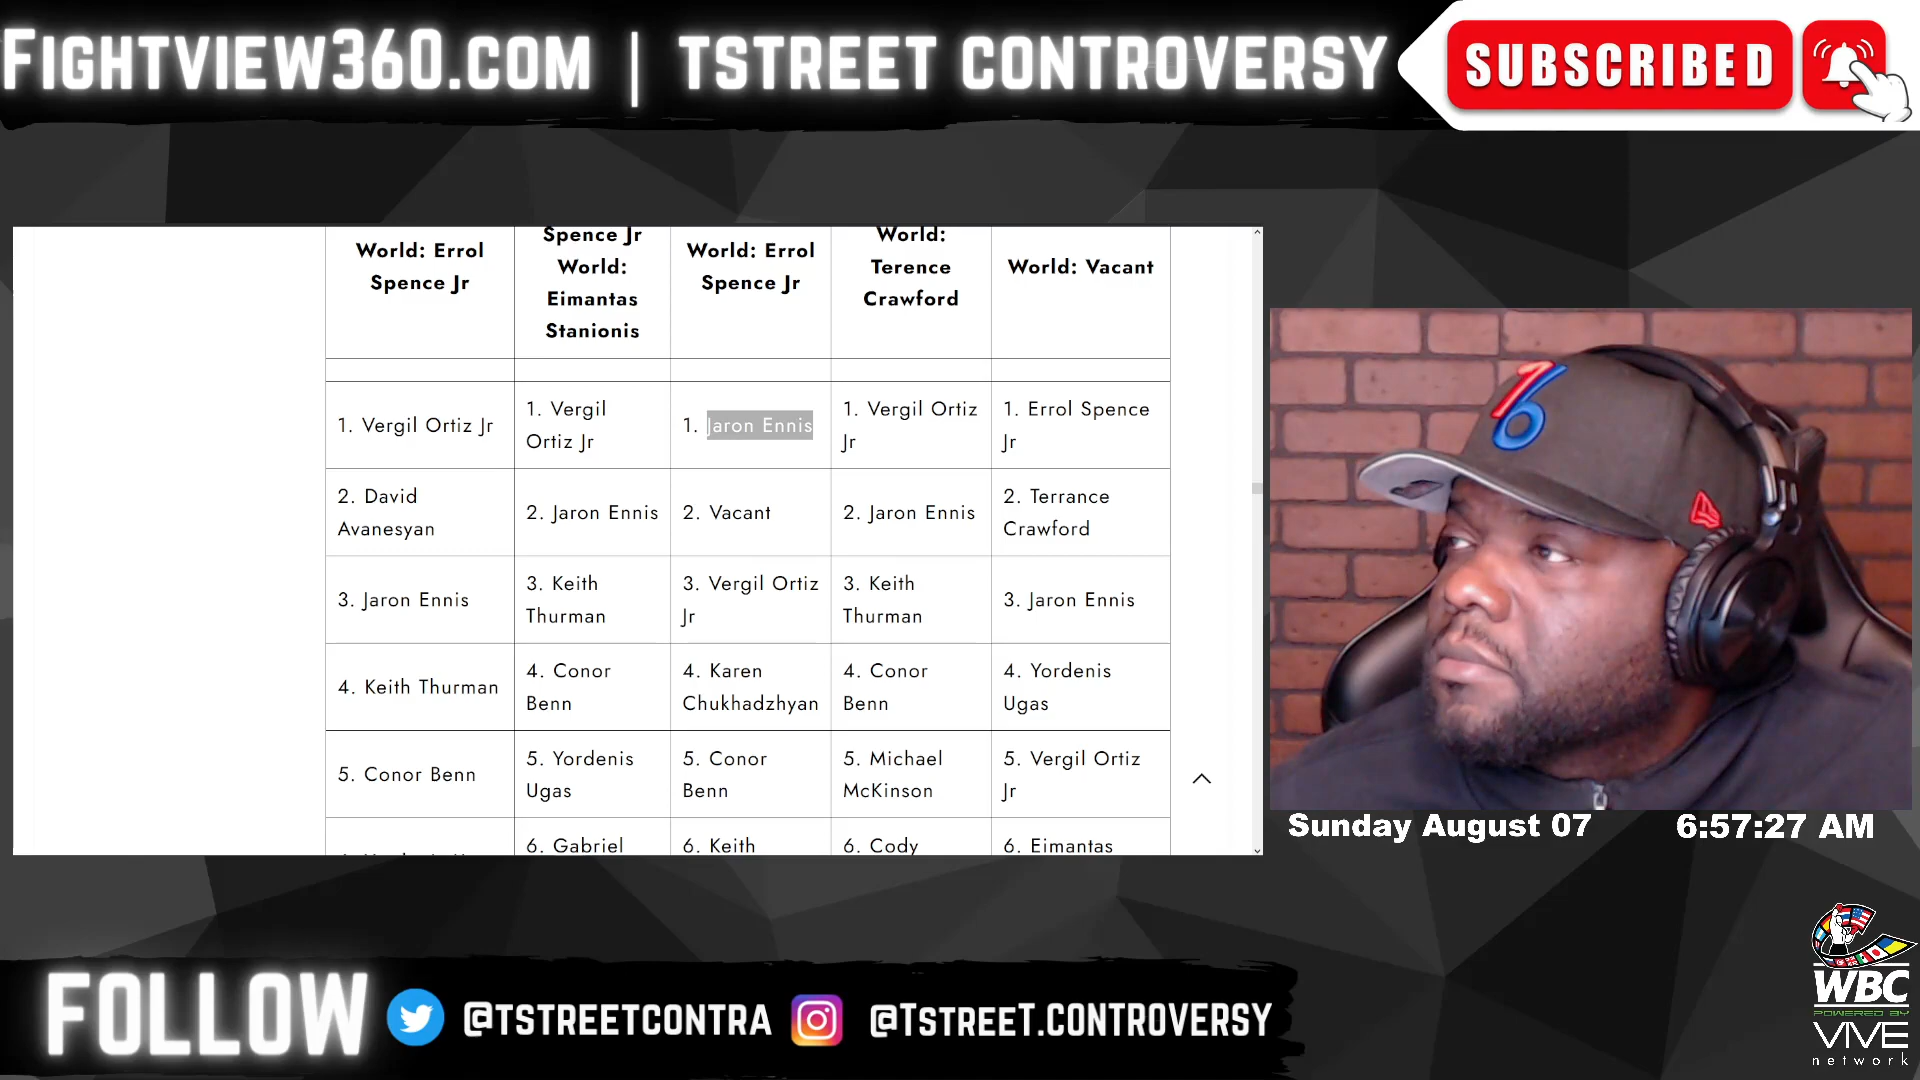 FIGHTVIEW360.COM | TSTREET CONTROVERSY
SUBSCRIBED
World: Errol
Spence Jr
Spence Jr
World:
Eimantas
Stanionis
World: Errol
Spence Jr
World:
Terence
Crawford
World: Vacant
1. Vergil Ortiz Jr
1. Vergil
Ortiz Jr
1. Jaron Ennis
1. Vergil Ortiz
Jr
1. Errol Spence
Jr
2. David
Avanesyan
2. Jaron Ennis
2. Vacant
2. Jaron Ennis
2. Terrance
Crawford
3. Jaron Ennis
3. Keith
Thurman
3. Vergil Ortiz
Jr
3. Keith
Thurman
3. Jaron Ennis
4. Keith Thurman
4. Conor
Benn
4. Karen
Chukhadzhyan
4. Conor
Benn
4. Yordenis
Ugas
5. Conor Benn
5. Yordenis
Ugas
5. Conor
Benn
5. Michael
McKinson
5. Vergil Ortiz
Jr
6. Gabriel
6. Keith
6. Cody
6. Eimantas
76
Sunday August 07 6:57:27 AM
FOLLOW @TSTREETCONTRA @TSTREET.CONTROVERSY
WBC
POWERED BY
VIVE
network